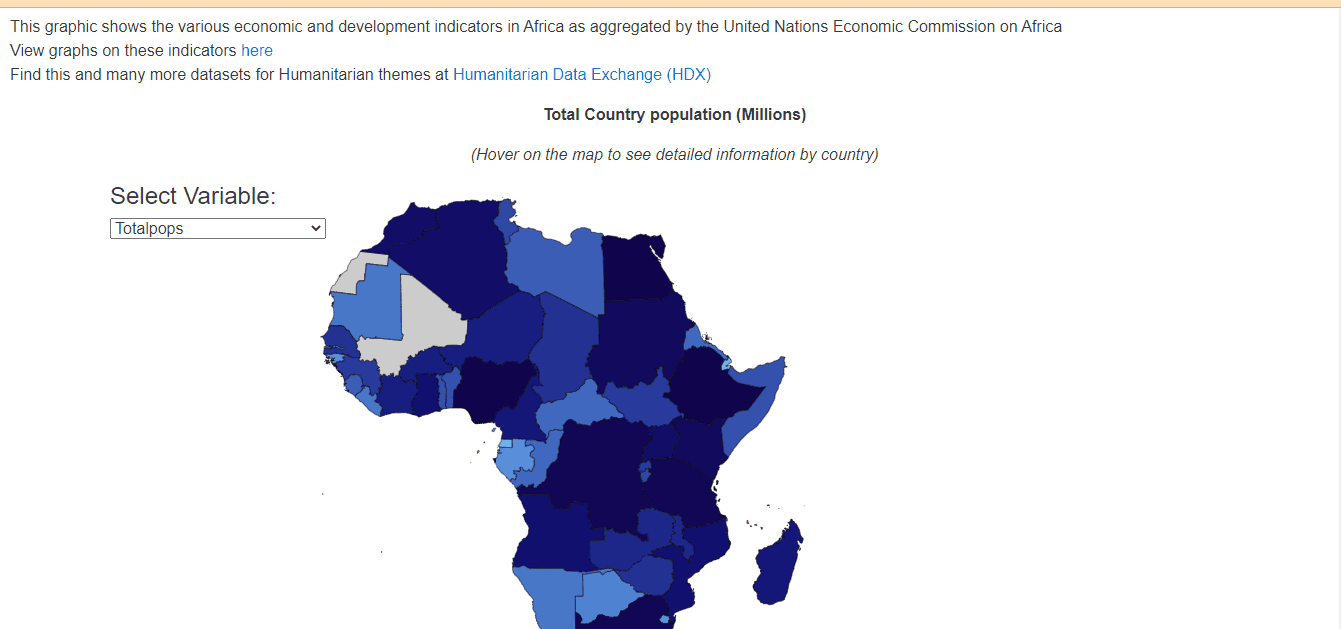 This graphic shows the various economic and development indicators in Africa as aggregated by the United Nations Economic Commission on Africa
View graphs on these indicators here
Find this and many more datasets for Humanitarian themes at Humanitarian Data Exchange (HDX)
Total Country population (Millions)
(Hover on the map to see detailed information by country)
Select Variable:
Totalpops